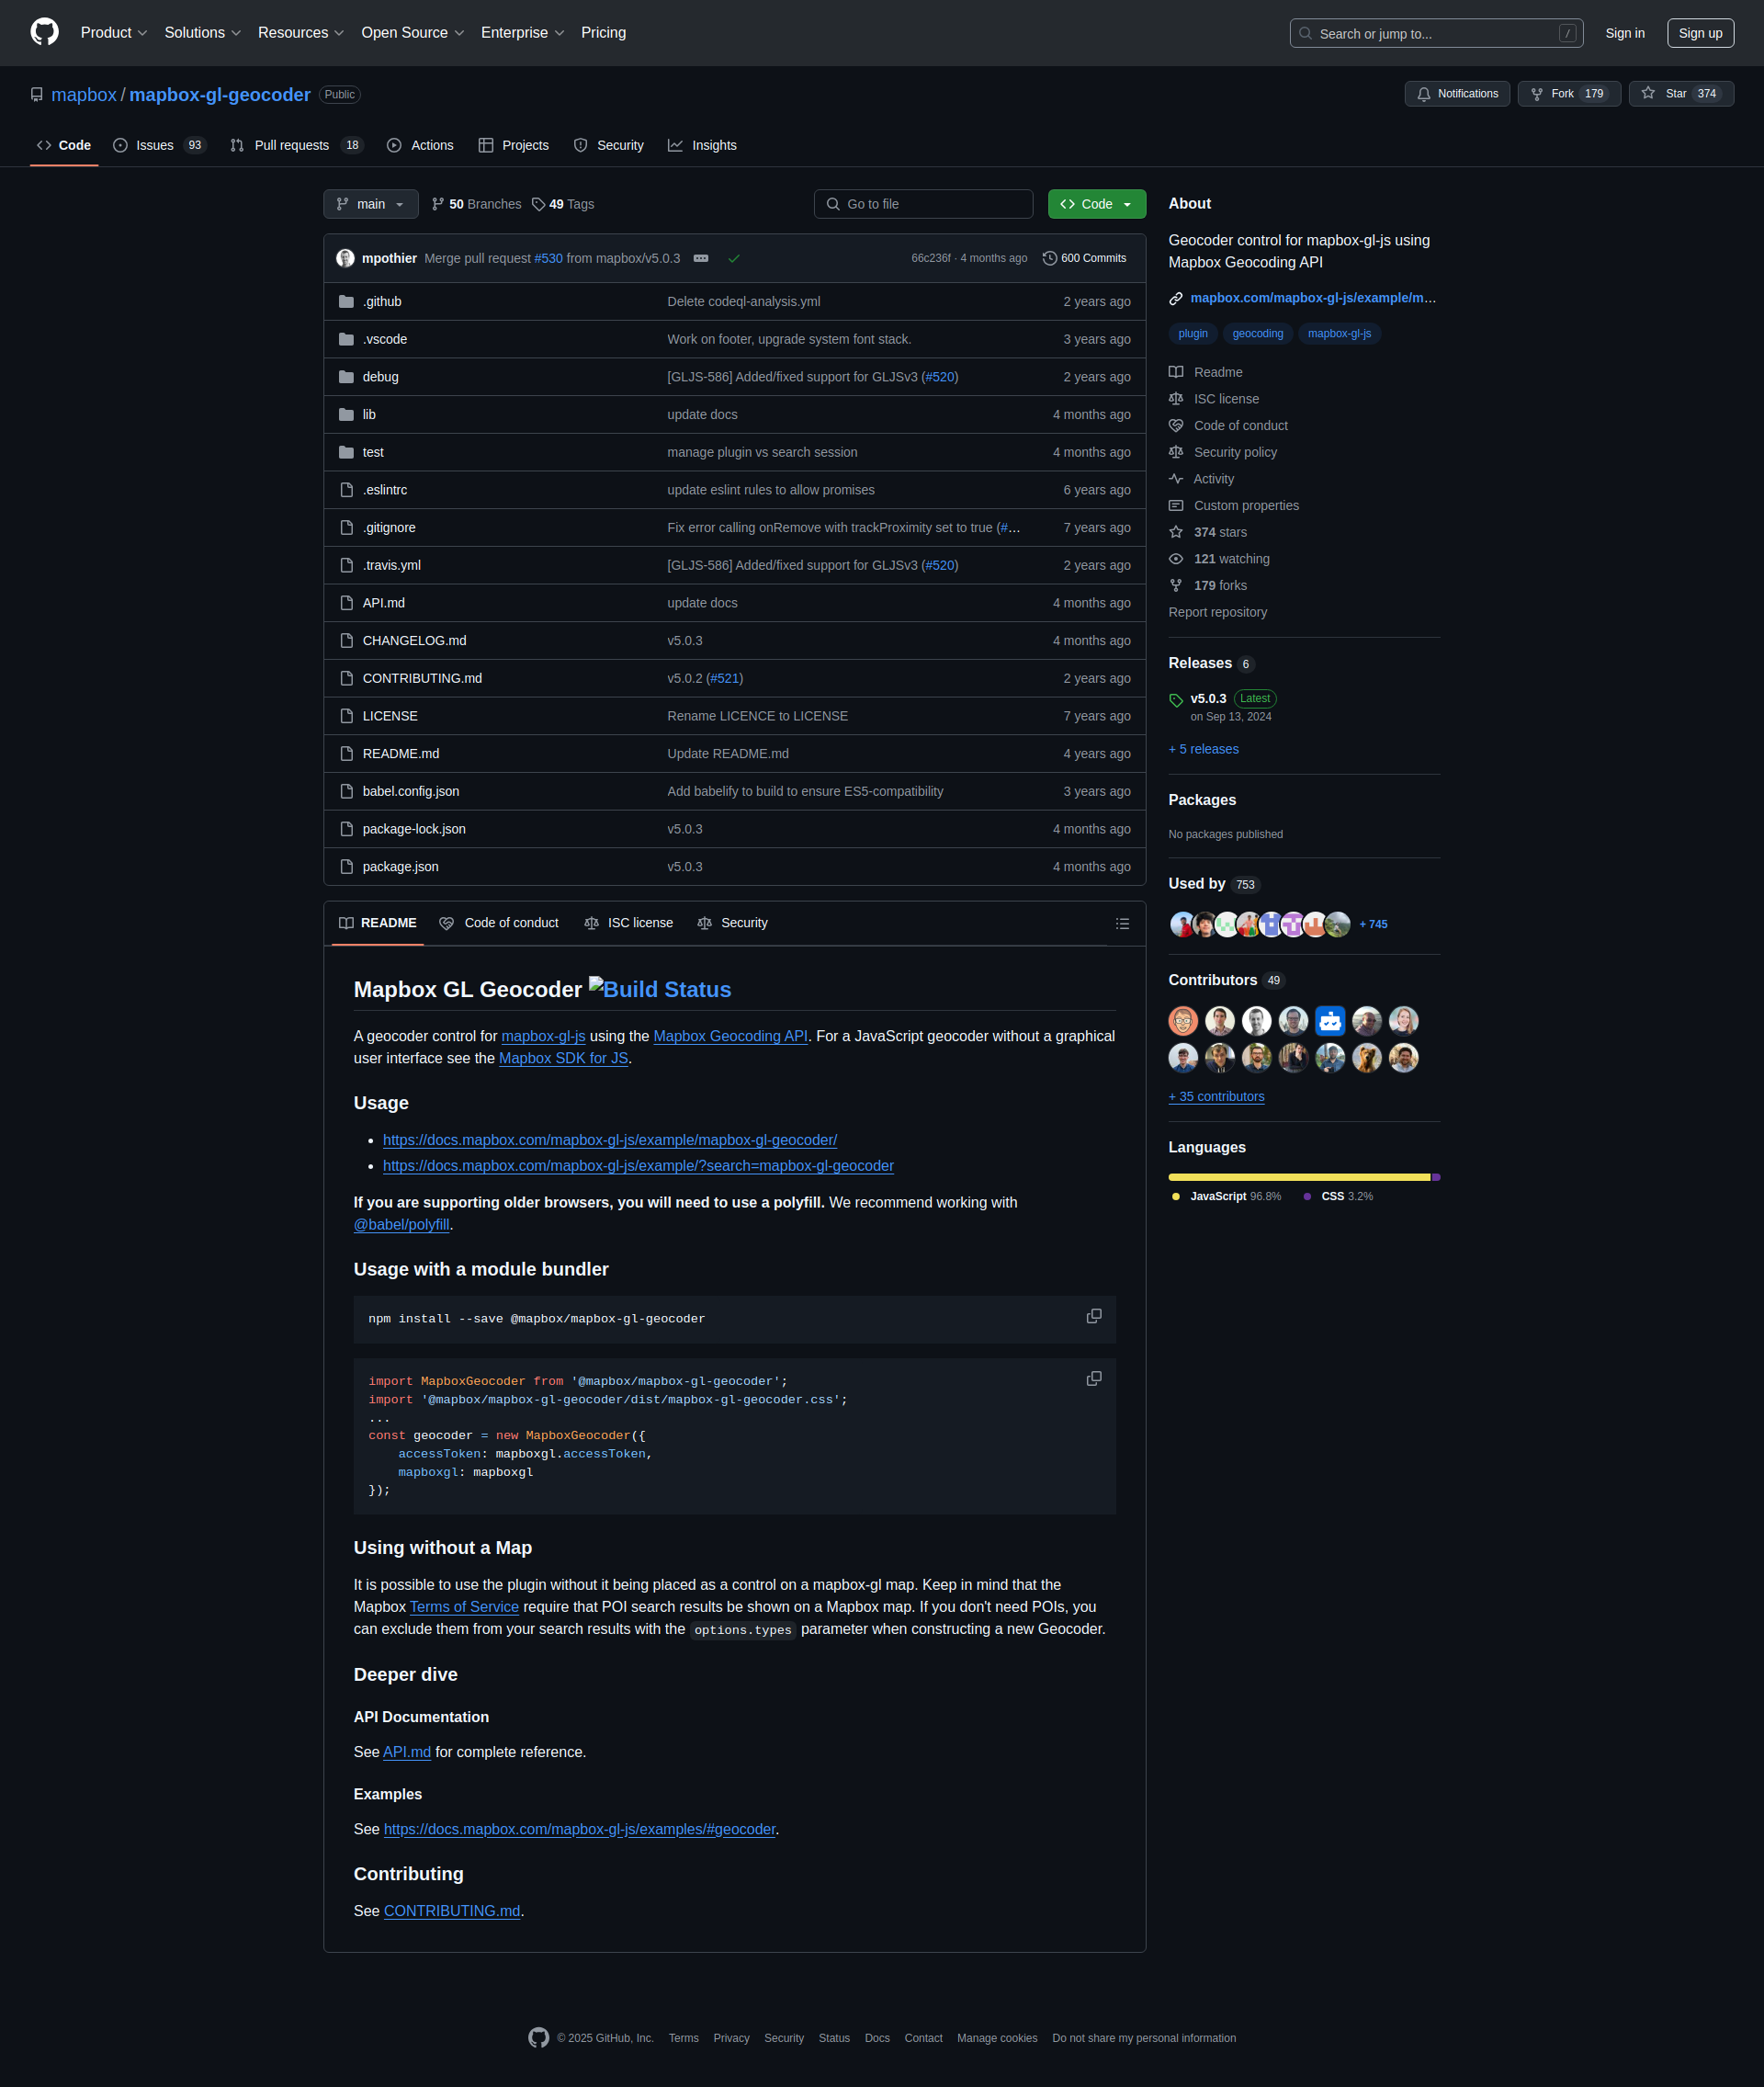 Product Solutions Resources Open Source Enterprise Pricing Search or jump to... / Sign in Sign up
mapbox / mapbox-gl-geocoder Public Notifications Fork 179 Star 374
Code Issues 93 Pull requests 18 Actions Projects Security Insights
main 50 Branches 49 Tags Go to file Code
mpothier Merge pull request #530 from mapbox/v5.0.3 66c236f · 4 months ago 600 Commits
.github Delete codeql-analysis.yml 2 years ago
.vscode Work on footer, upgrade system font stack. 3 years ago
debug [GLJS-586] Added/fixed support for GLJSv3 (#520) 2 years ago
lib update docs 4 months ago
test manage plugin vs search session 4 months ago
.eslintrc update eslint rules to allow promises 6 years ago
.gitignore Fix error calling onRemove with trackProximity set to true (#... 7 years ago
.travis.yml [GLJS-586] Added/fixed support for GLJSv3 (#520) 2 years ago
API.md update docs 4 months ago
CHANGELOG.md v5.0.3 4 months ago
CONTRIBUTING.md v5.0.2 (#521) 2 years ago
LICENSE Rename LICENCE to LICENSE 7 years ago
README.md Update README.md 4 years ago
babel.config.json Add babelify to build to ensure ES5-compatibility 3 years ago
package-lock.json v5.0.3 4 months ago
package.json v5.0.3 4 months ago
README Code of conduct ISC license Security
Mapbox GL Geocoder Build Status
A geocoder control for mapbox-gl-js using the Mapbox Geocoding API. For a JavaScript geocoder without a graphical
user interface see the Mapbox SDK for JS.
Usage
https://docs.mapbox.com/mapbox-gl-js/example/mapbox-gl-geocoder/
https://docs.mapbox.com/mapbox-gl-js/example/?search=mapbox-gl-geocoder
If you are supporting older browsers, you will need to use a polyfill. We recommend working with
@babel/polyfill.
Usage with a module bundler
npm install --save @mapbox/mapbox-gl-geocoder
import MapboxGeocoder from '@mapbox/mapbox-gl-geocoder';
import '@mapbox/mapbox-gl-geocoder/dist/mapbox-gl-geocoder.css';
...
const geocoder = new MapboxGeocoder({
accessToken: mapboxgl.accessToken,
mapboxgl: mapboxgl
});
Using without a Map
It is possible to use the plugin without it being placed as a control on a mapbox-gl map. Keep in mind that the
Mapbox Terms of Service require that POI search results be shown on a Mapbox map. If you don't need POIs, you
can exclude them from your search results with the options.types parameter when constructing a new Geocoder.
Deeper dive
API Documentation
See API.md for complete reference.
Examples
See https://docs.mapbox.com/mapbox-gl-js/examples/#geocoder.
Contributing
See CONTRIBUTING.md.
About
Geocoder control for mapbox-gl-js using
Mapbox Geocoding API
mapbox.com/mapbox-gl-js/example/m...
plugin geocoding mapbox-gl-js
Readme
ISC license
Code of conduct
Security policy
Activity
Custom properties
374 stars
121 watching
179 forks
Report repository
Releases 6
v5.0.3 Latest
on Sep 13, 2024
+ 5 releases
Packages
No packages published
Used by 753
+ 745
Contributors 49
+ 35 contributors
Languages
JavaScript 96.8% CSS 3.2%
© 2025 GitHub, Inc. Terms Privacy Security Status Docs Contact Manage cookies Do not share my personal information